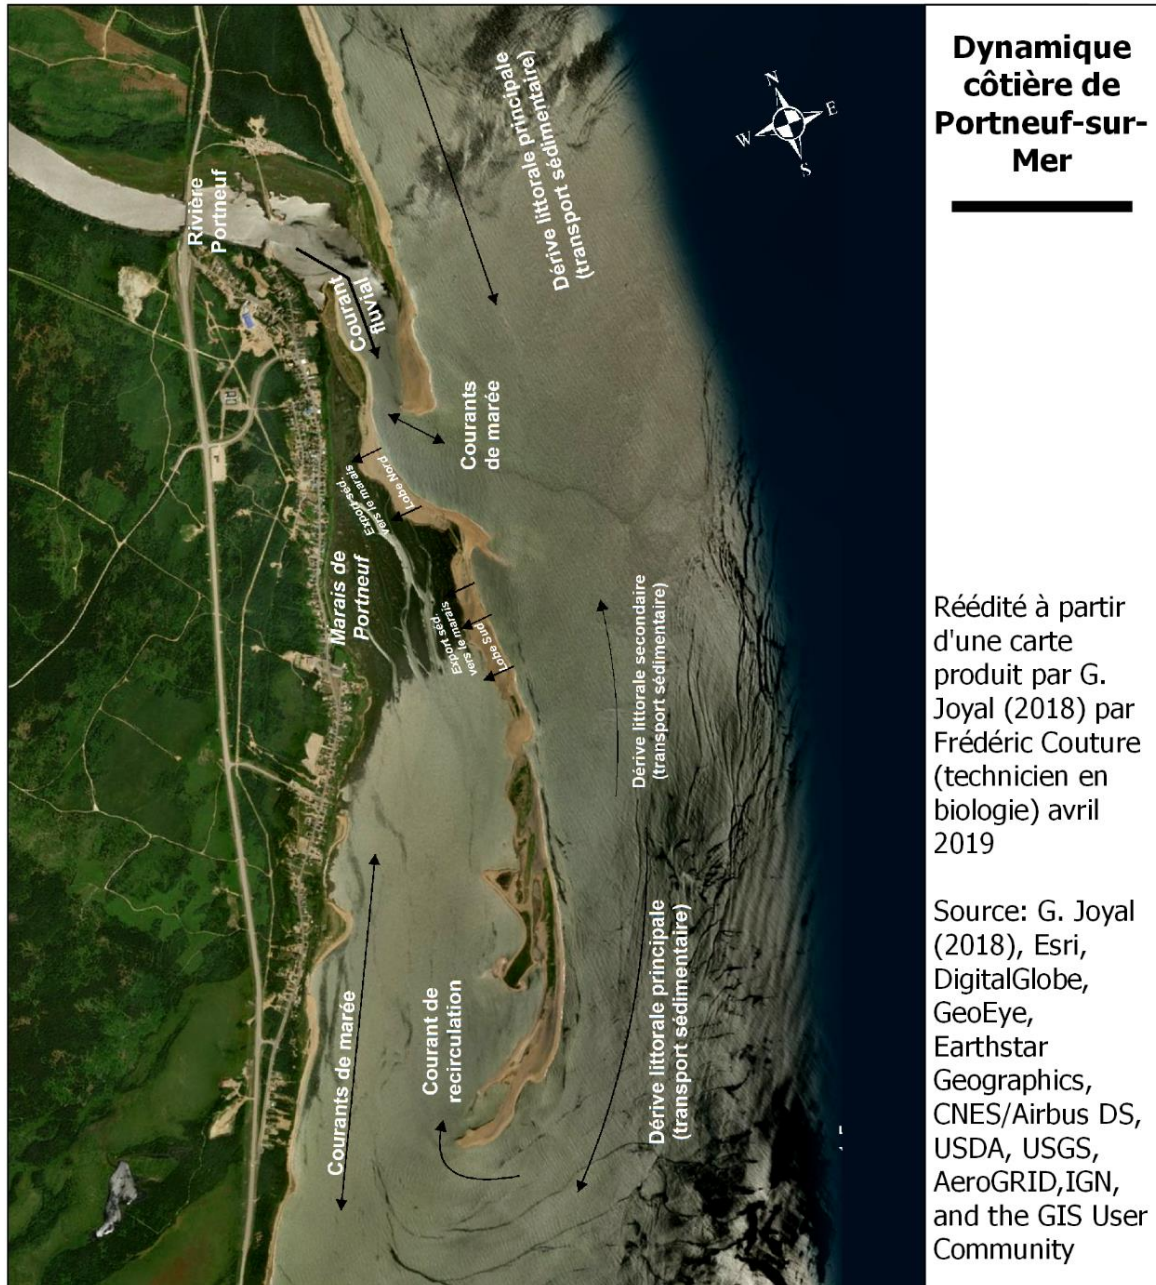 Dynamique
côtière de
Portneuf-sur-
Mer
N
E
W
S
Rivière
Portneuf
Courant
fluvial
Dérive littorale principale
(transport sédimentaire)
Courants
de marée
Lobe Nord
Export séd.
vers le marais
Marais de
Portneuf
Export séd.
vers le marais
Lobe Sud
Dérive littorale secondaire
(transport sédimentaire)
Courants de marée
Courant de
recirculation
Dérive littorale principale
(transport sédimentaire)
Réédité à partir
d'une carte
produit par G.
Joyal (2018) par
Frédéric Couture
(technicien en
biologie) avril
2019
Source: G. Joyal
(2018), Esri,
DigitalGlobe,
GeoEye,
Earthstar
Geographics,
CNES/Airbus DS,
USDA, USGS,
AeroGRID,IGN,
and the GIS User
Community